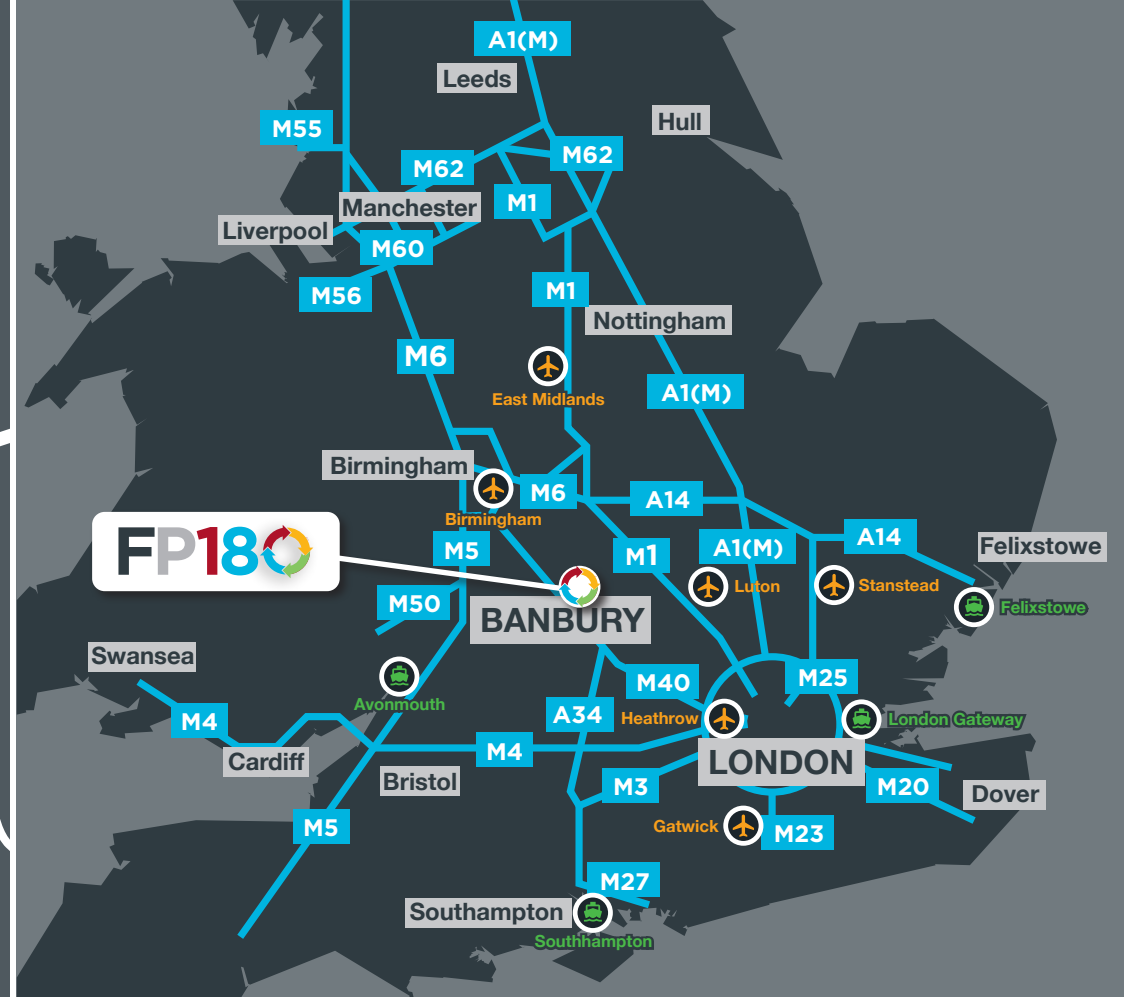 A1(M)
Leeds
Hull
M55
M62
M62
M1
Manchester
Liverpool
M60
M56
M1
Nottingham
M6
East Midlands
A1(M)
Birmingham
M6
A14
Birmingham
FP180
M5
M1
A1(M)
A14
Felixstowe
Luton
Stanstead
M50
Felixstowe
BANBURY
Swansea
M40
M25
Avonmouth
M4
A34
Heathrow
London Gateway
M4
Cardiff
LONDON
Bristol
M3
M20
Dover
M5
Gatwick
M23
M27
Southampton
Southhampton